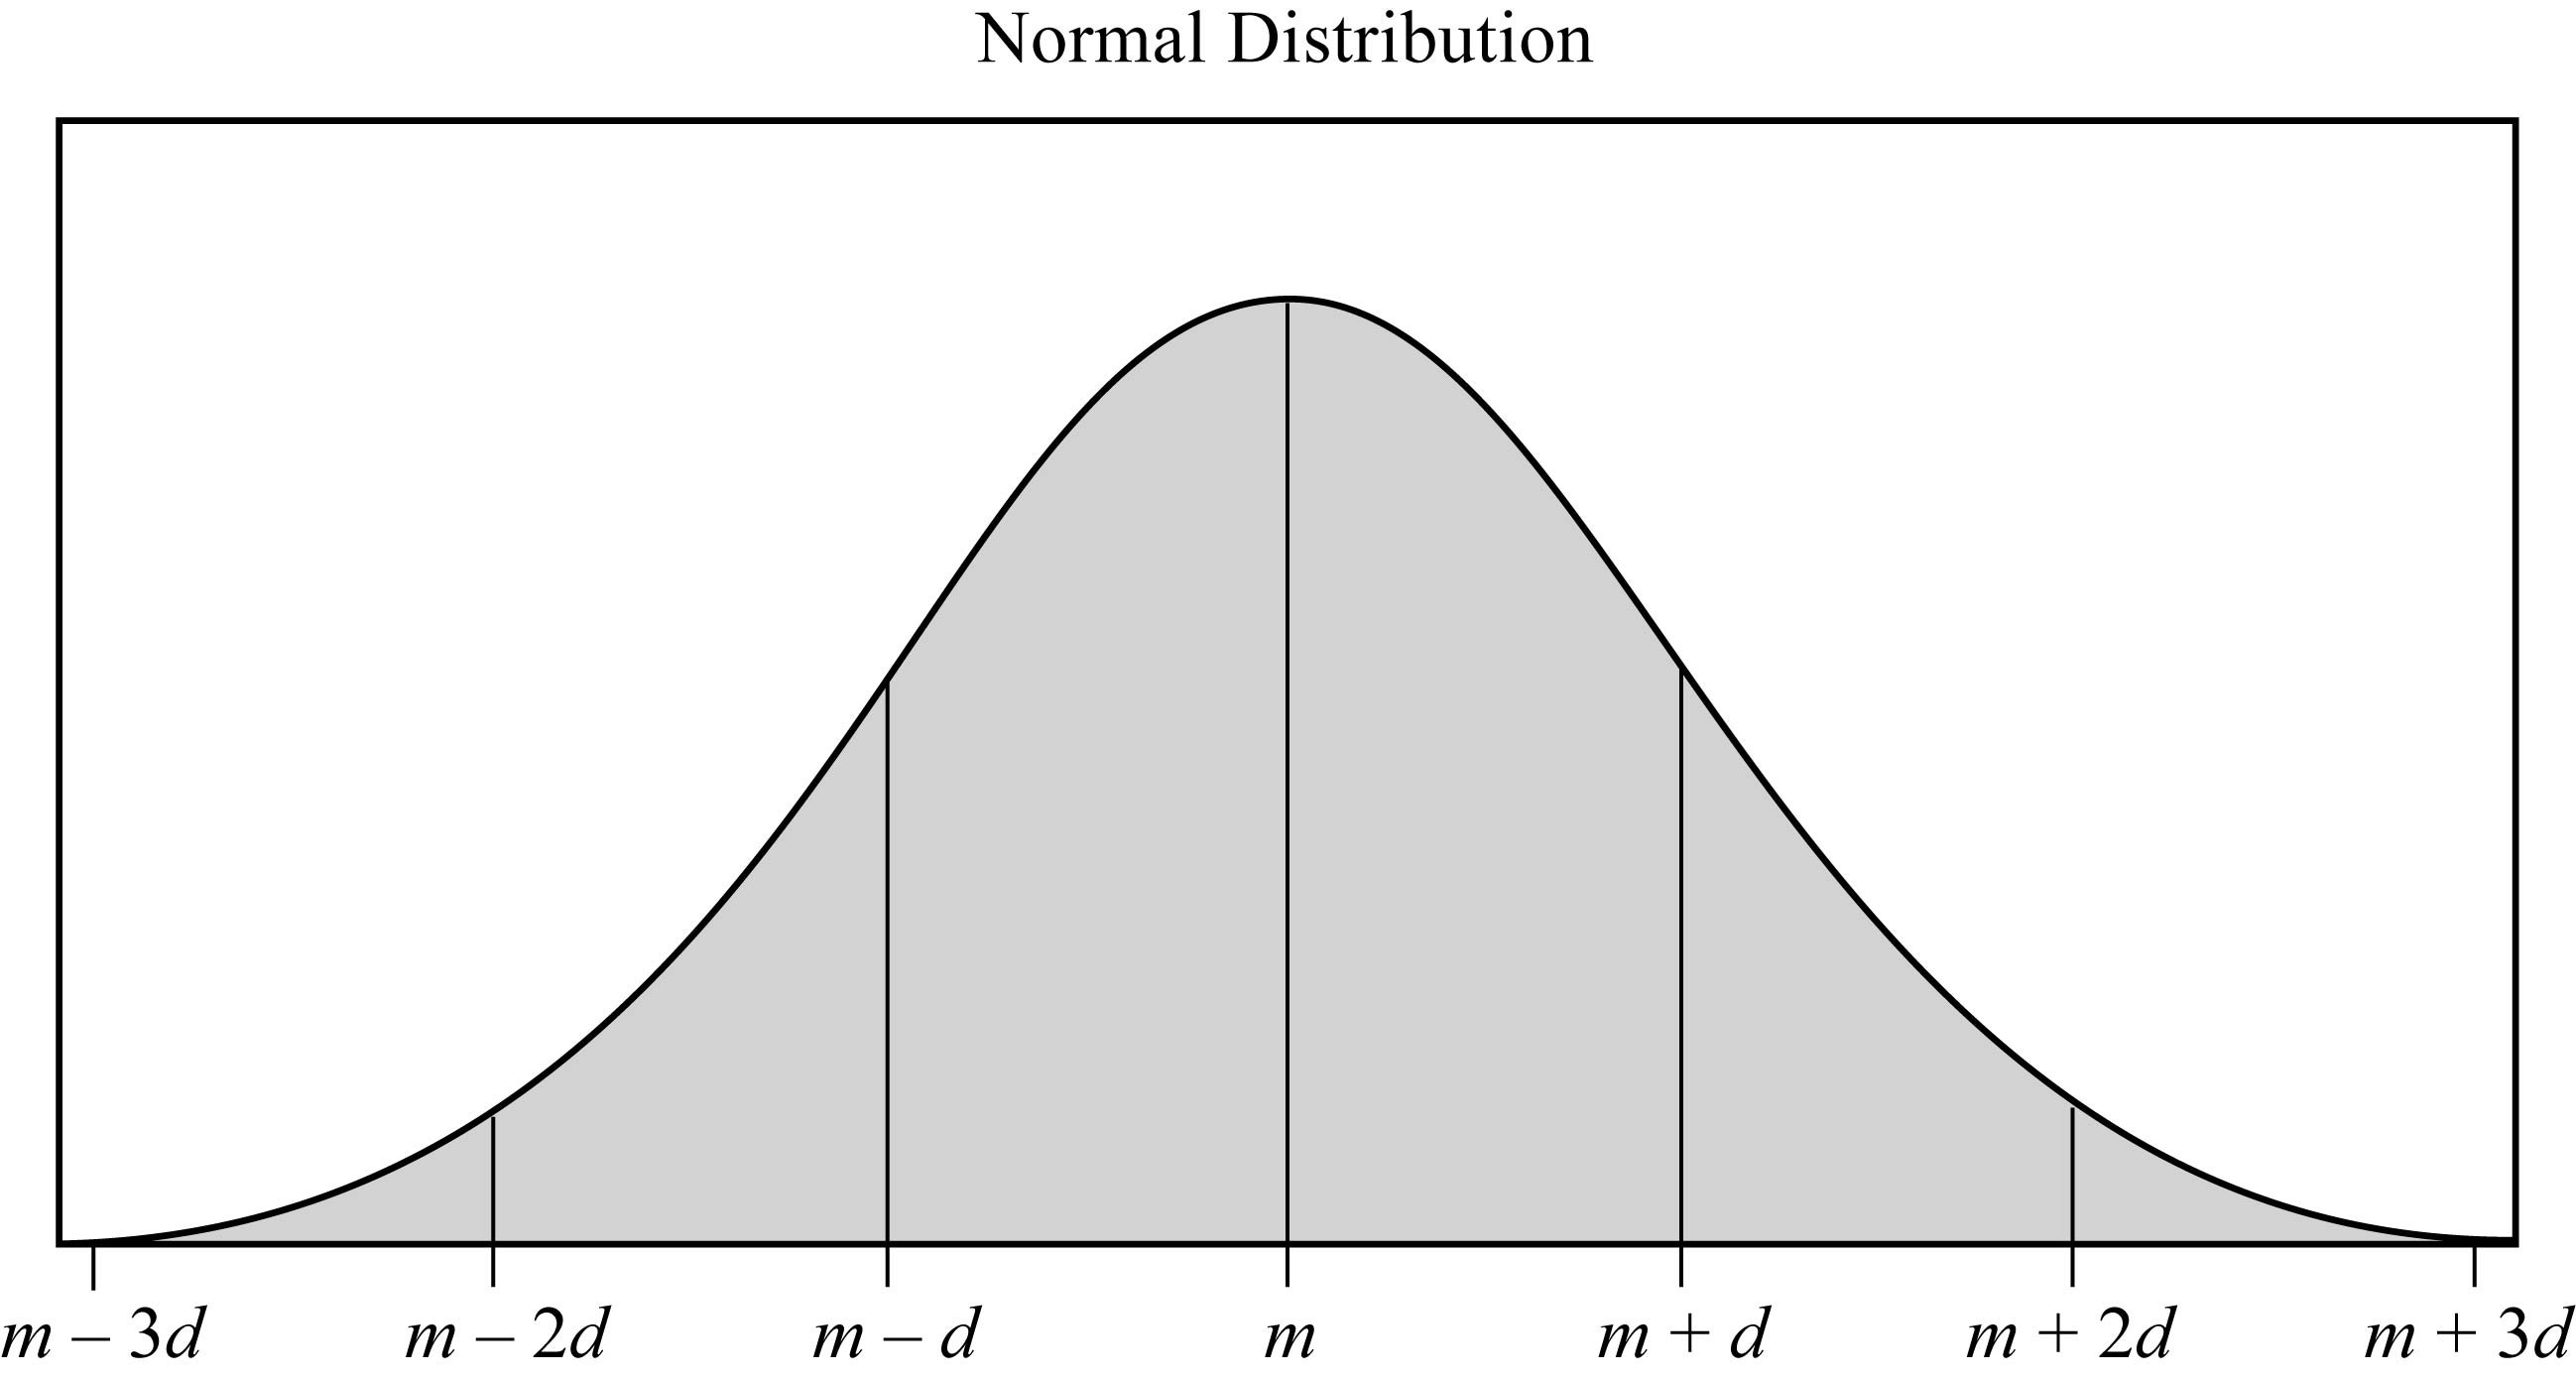 Normal Distribution
m – 3d m – 2d m – d m m + d m + 2d m + 3d